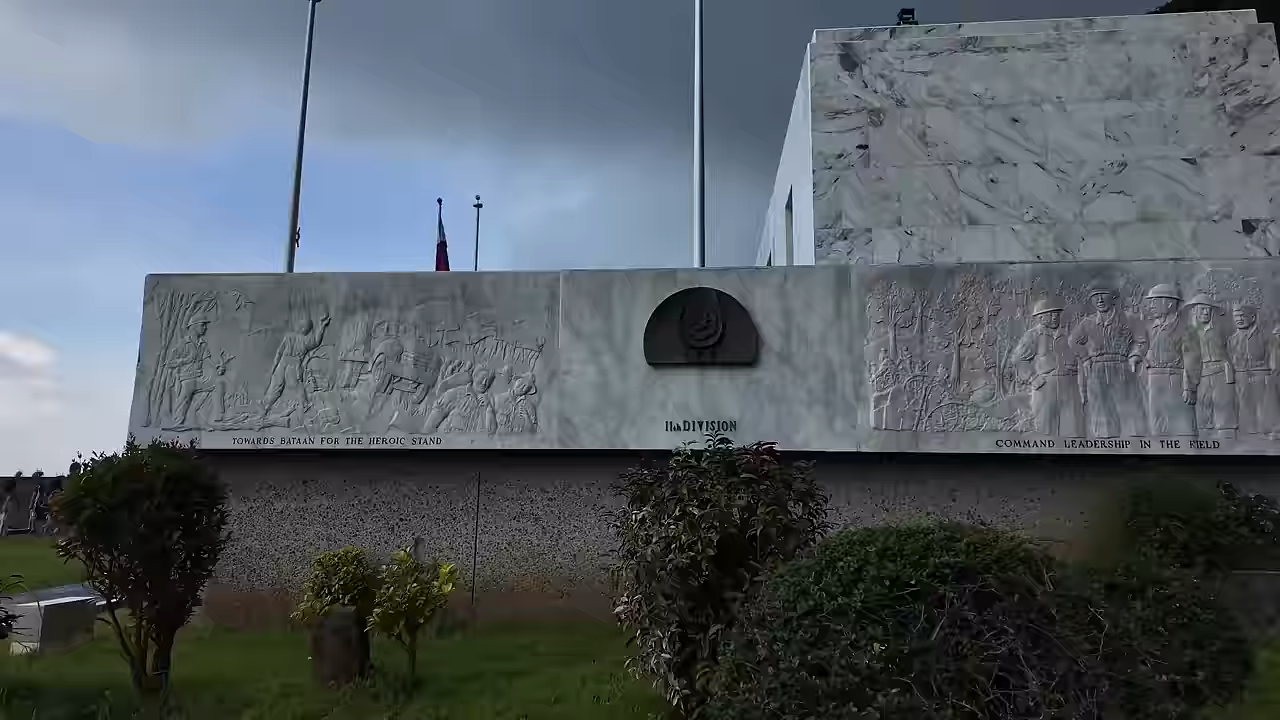 TOWARDS BATAAN FOR THE HEROIC STAND
11th DIVISION
COMMAND LEADERSHIP IN THE FIELD